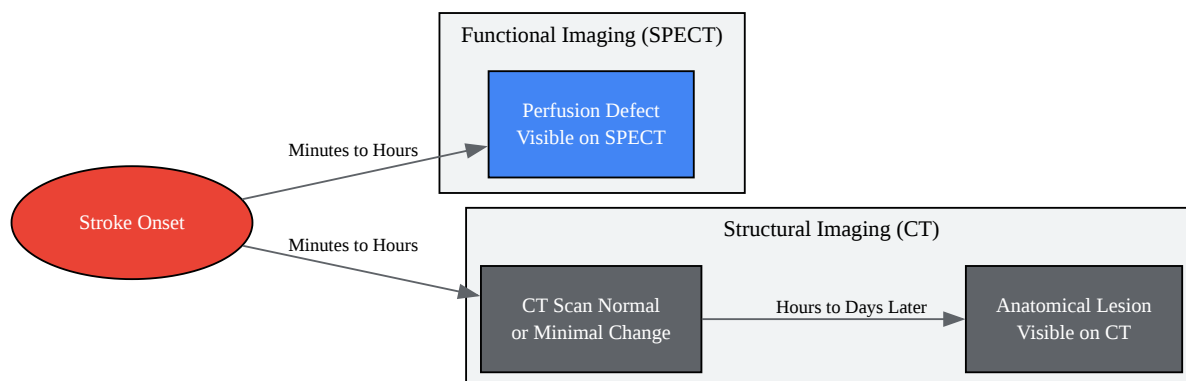 Functional Imaging (SPECT)
Perfusion Defect
Visible on SPECT
Minutes to Hours
Stroke Onset
Minutes to Hours
Structural Imaging (CT)
CT Scan Normal
or Minimal Change
Hours to Days Later
Anatomical Lesion
Visible on CT